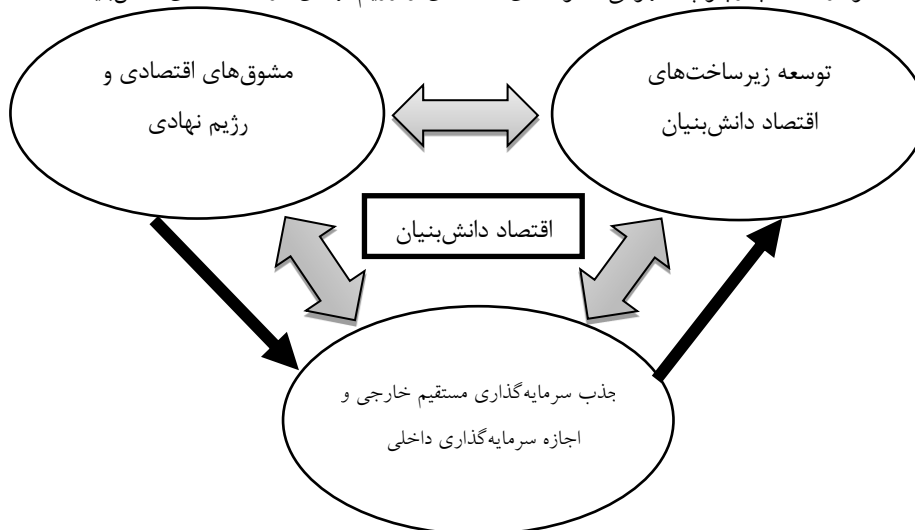 توسعه زیرساخت‌های
اقتصاد دانش‌بنیان
مشوق‌های اقتصادی و
رژیم نهادی
اقتصاد دانش‌بنیان
جذب سرمایه‌گذاری مستقیم خارجی و
اجازه سرمایه‌گذاری داخلی